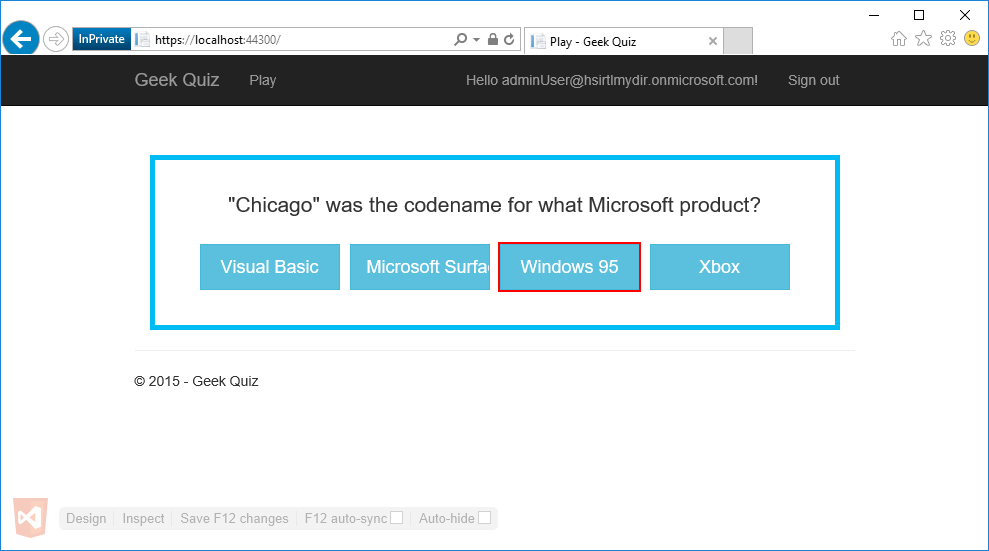 InPrivate https://localhost:44300/ Play - Geek Quiz
Geek Quiz Play Hello adminUser@hsirtlmydir.onmicrosoft.com! Sign out
"Chicago" was the codename for what Microsoft product?
Visual Basic Microsoft Surfa Windows 95 Xbox
© 2015 - Geek Quiz
Design Inspect Save F12 changes F12 auto-sync Auto-hide